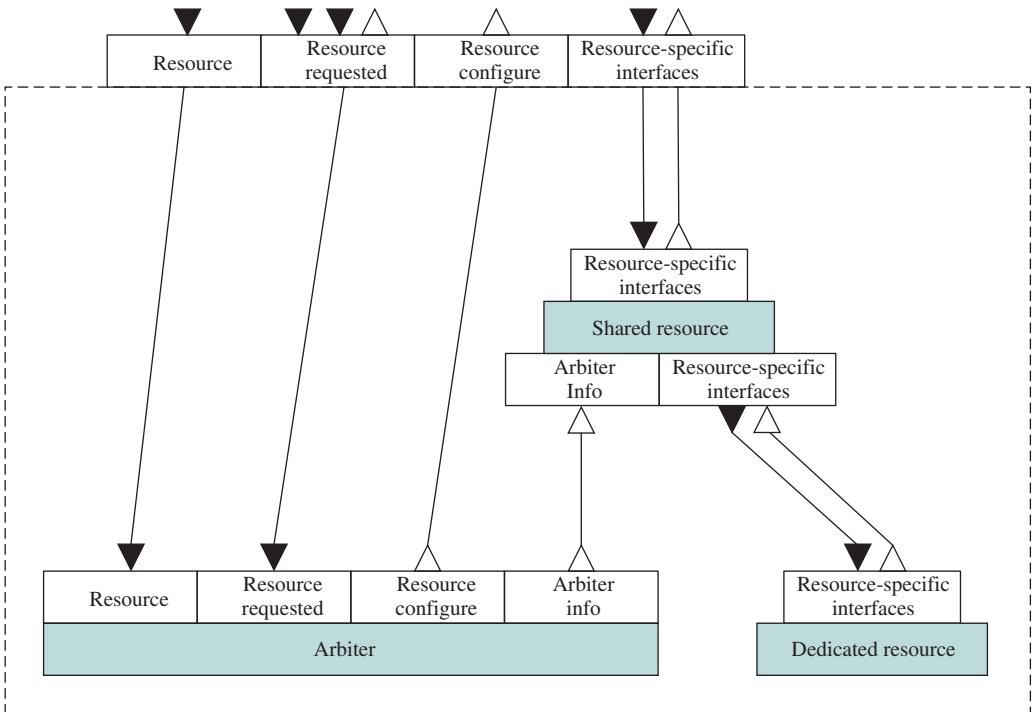 Resource
Resource
requested
Resource
configure
Resource-specific
interfaces
Resource-specific
interfaces
Shared resource
Arbiter
Info
Resource-specific
interfaces
Resource
Resource
requested
Resource
configure
Arbiter
info
Resource-specific
interfaces
Arbiter
Dedicated resource